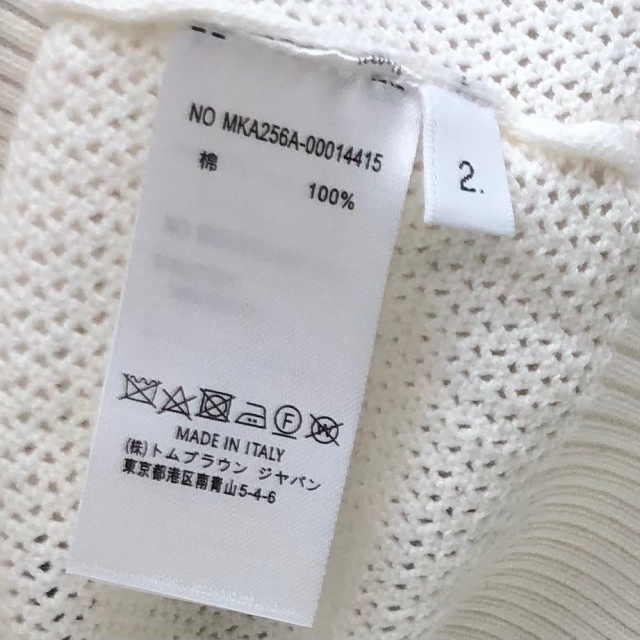 NO MKA256A-00014415
棉 100%
2.
MADE IN ITALY
(株)トムブラウン ジャパン
東京都港区南青山5-4-6